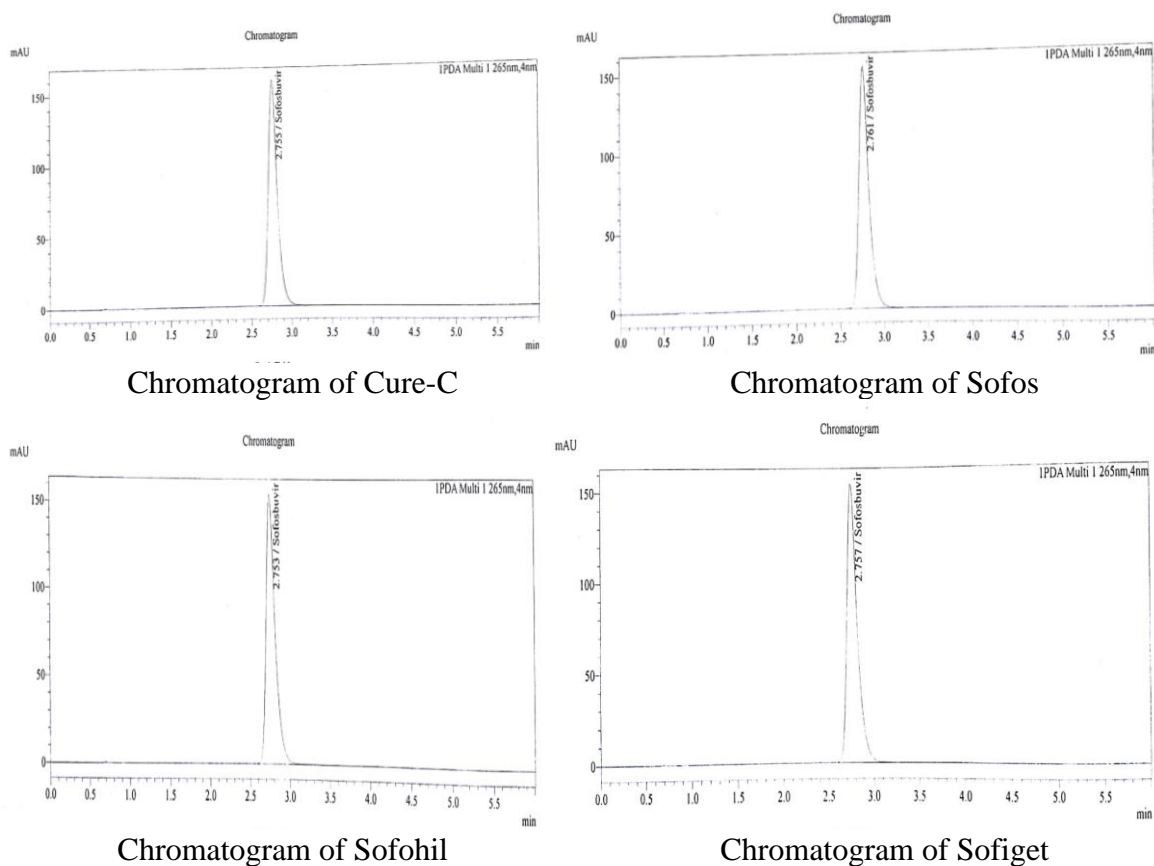 Chromatogram
mAU
1PDA Multi 1 265nm,4nm
2.755 / Sofosbuvir
150
100
50
0
0.0 0.5 1.0 1.5 2.0 2.5 3.0 3.5 4.0 4.5 5.0 5.5
min
Chromatogram of Cure-C
Chromatogram
mAU
1PDA Multi 1 265nm,4nm
2.761 / Sofosbuvir
150
100
50
0
0.0 0.5 1.0 1.5 2.0 2.5 3.0 3.5 4.0 4.5 5.0 5.5
min
Chromatogram of Sofos
Chromatogram
mAU
1PDA Multi 1 265nm,4nm
2.753 / Sofosbuvir
150
100
50
0
0.0 0.5 1.0 1.5 2.0 2.5 3.0 3.5 4.0 4.5 5.0 5.5
min
Chromatogram of Sofohil
Chromatogram
mAU
1PDA Multi 1 265nm,4nm
2.757 / Sofosbuvir
150
100
50
0
0.0 0.5 1.0 1.5 2.0 2.5 3.0 3.5 4.0 4.5 5.0 5.5
min
Chromatogram of Sofiget